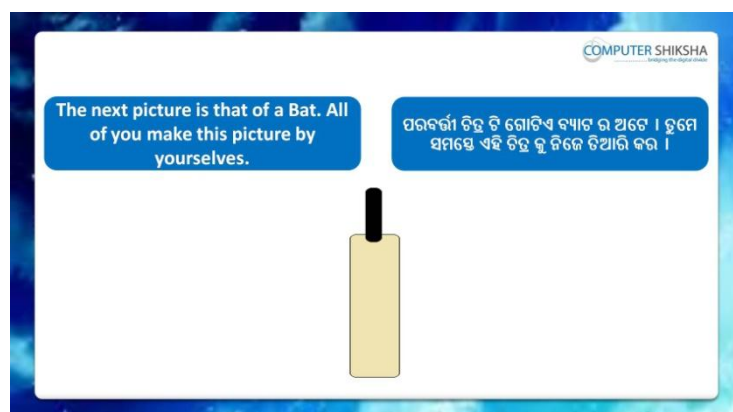 COMPUTER SHIKSHA
bridging the digital divide
The next picture is that of a Bat. All
of you make this picture by
yourselves.
ପରବର୍ତ୍ତୀ ଚିତ୍ର ଟି ଗୋଟିଏ ବ୍ୟାଟ ର ଅଟେ । ତୁମେ
ସମସ୍ତେ ଏହି ଚିତ୍ର କୁ ନିଜେ ତିଆରି କର ।